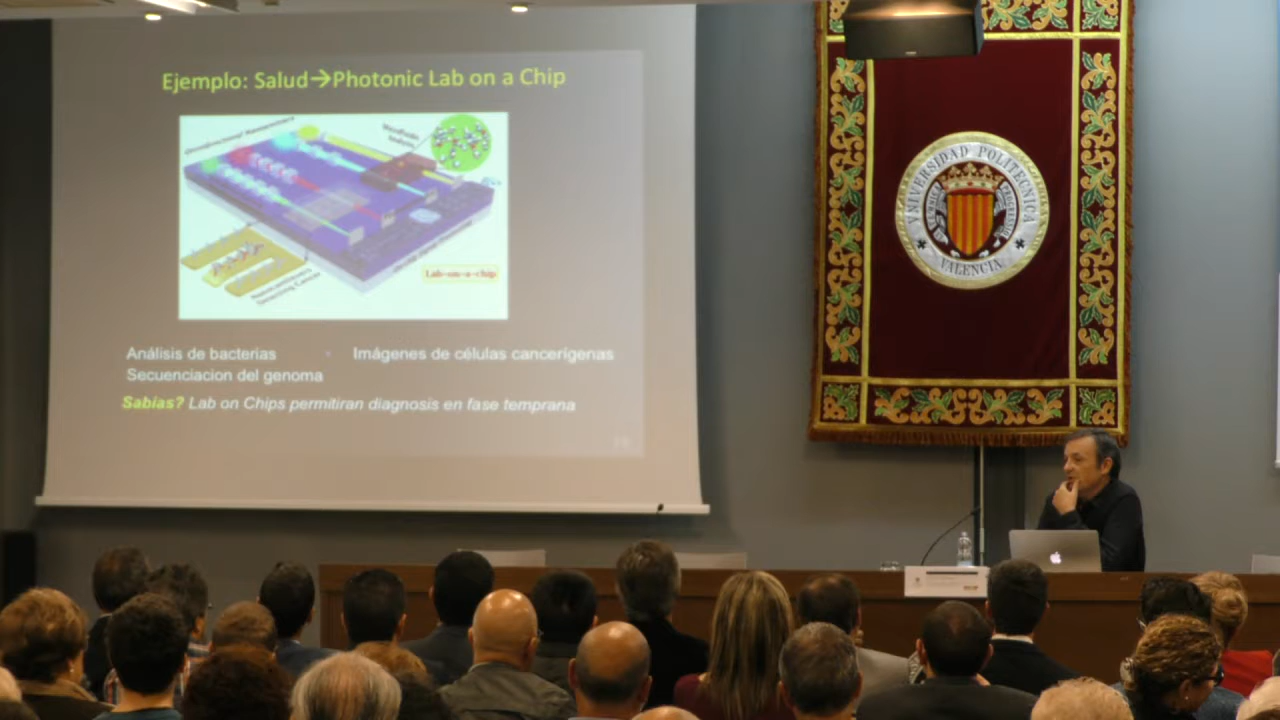 Ejemplo: Salud→Photonic Lab on a Chip
Lab-on-a-chip
Análisis de bacterias
Imágenes de células cancerígenas
Secuenciacion del genoma
Sabías? Lab on Chips permitiran diagnosis en fase temprana
UNIVERSIDAD POLITECNICA
VALENCIA